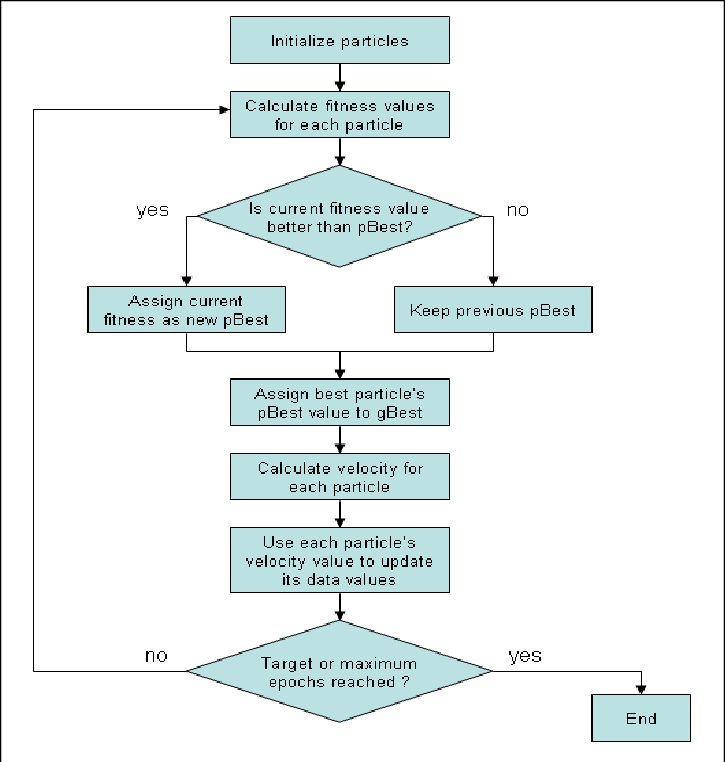 Initialize particles
Calculate fitness values
for each particle
Is current fitness value
better than pBest?
yes
no
Assign current
fitness as new pBest
Keep previous pBest
Assign best particle's
pBest value to gBest
Calculate velocity for
each particle
Use each particle's
velocity value to update
its data values
Target or maximum
epochs reached ?
no
yes
End